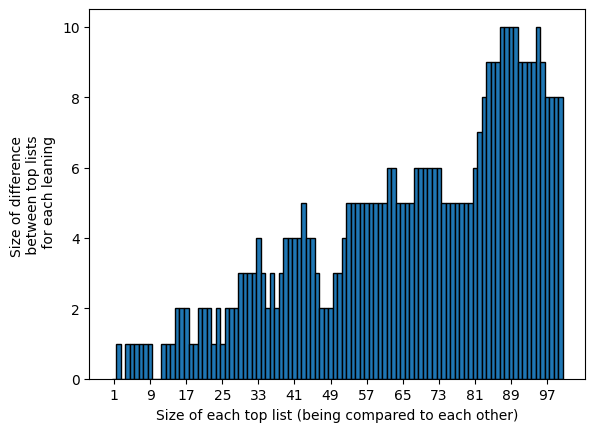 Size of difference
between top lists
for each leaning
10
8
6
4
2
0
1 9 17 25 33 41 49 57 65 73 81 89 97
Size of each top list (being compared to each other)